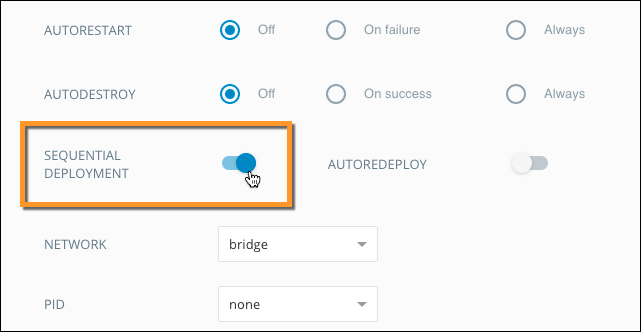 AUTORESTART Off On failure Always
AUTODESTROY Off On success Always
SEQUENTIAL
DEPLOYMENT
AUTOREDEPLOY
NETWORK bridge
PID none